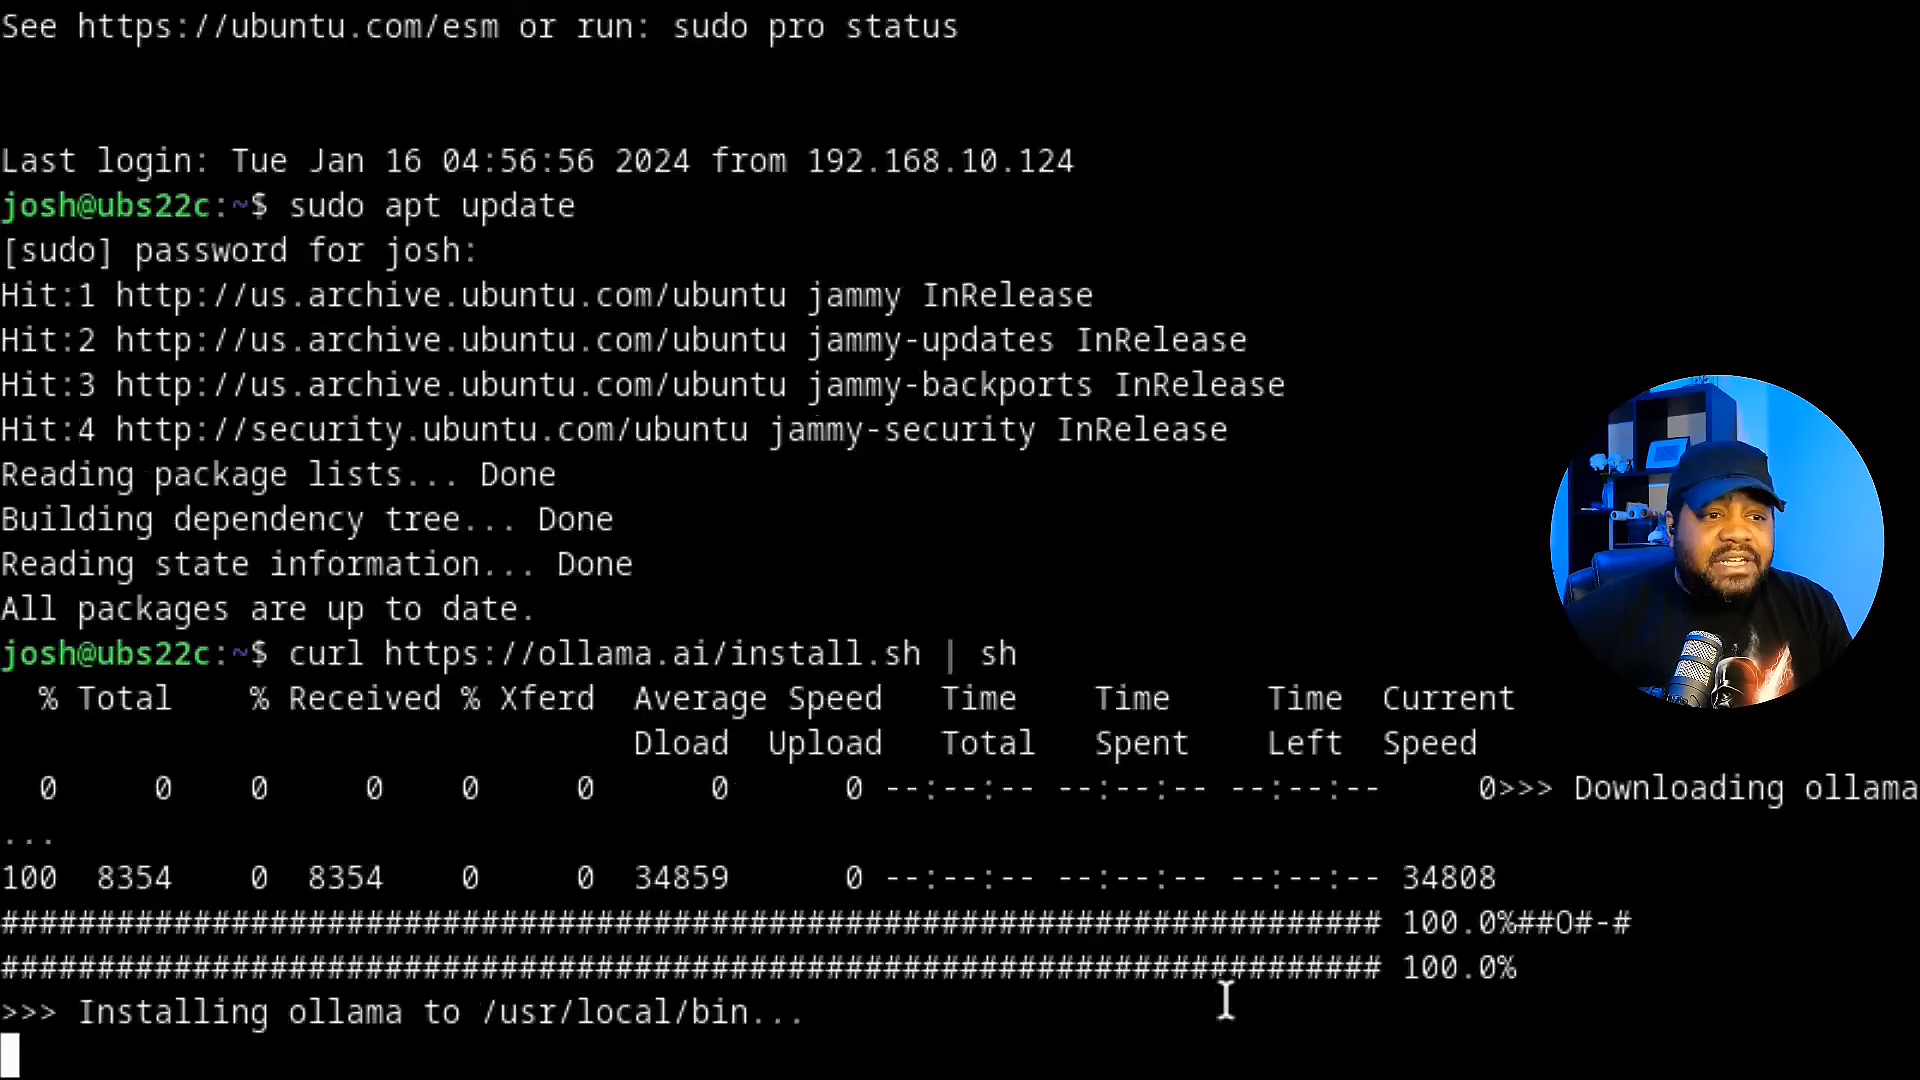 See https://ubuntu.com/esm or run: sudo pro status
Last login: Tue Jan 16 04:56:56 2024 from 192.168.10.124
josh@ubs22c:~$ sudo apt update
[sudo] password for josh:
Hit:1 http://us.archive.ubuntu.com/ubuntu jammy InRelease
Hit:2 http://us.archive.ubuntu.com/ubuntu jammy-updates InRelease
Hit:3 http://us.archive.ubuntu.com/ubuntu jammy-backports InRelease
Hit:4 http://security.ubuntu.com/ubuntu jammy-security InRelease
Reading package lists... Done
Building dependency tree... Done
Reading state information... Done
All packages are up to date.
josh@ubs22c:~$ curl https://ollama.ai/install.sh | sh
% Total % Received % Xferd Average Speed Time Time Time Current
Dload Upload Total Spent Left Speed
0 0 0 0 0 0 0 0 --:--:-- --:--:-- --:--:-- 0>>> Downloading ollama
...
100 8354 0 8354 0 0 34859 0 --:--:-- --:--:-- --:--:-- 34808
######################################################################## 100.0%##O#-#
######################################################################## 100.0%
>>> Installing ollama to /usr/local/bin...